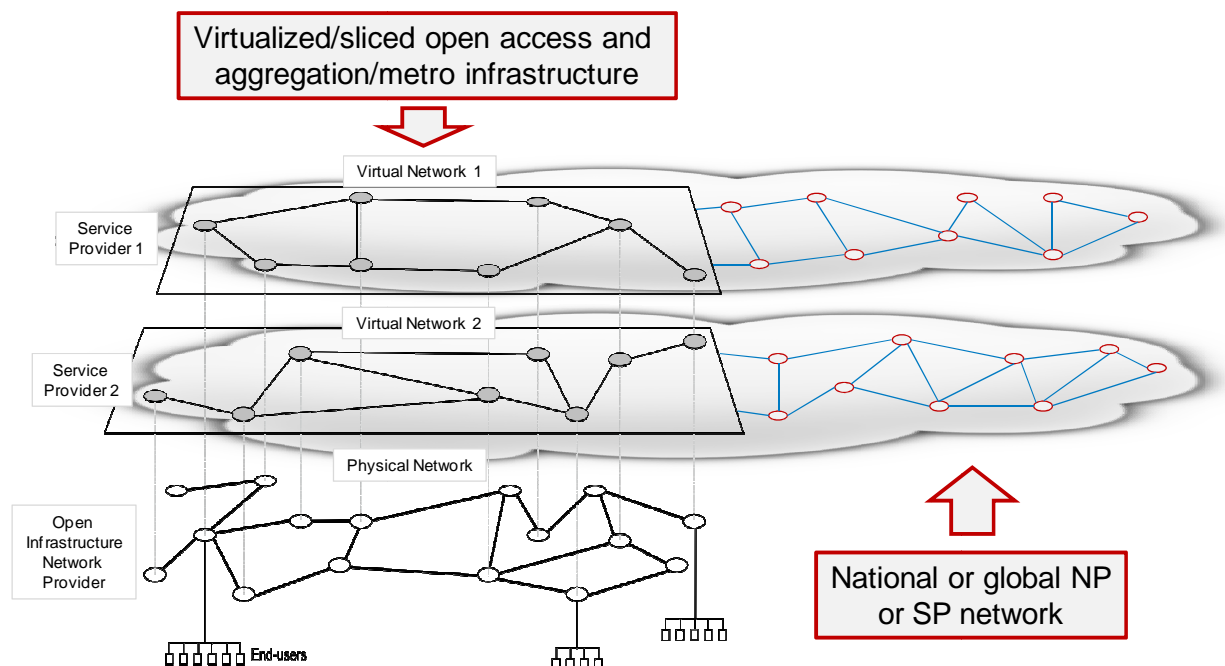 Virtualized/sliced open access and
aggregation/metro infrastructure
Virtual Network 1
Service
Provider 1
Virtual Network 2
Service
Provider 2
Physical Network
Open
Infrastructure
Network
Provider
National or global NP
or SP network
End-users